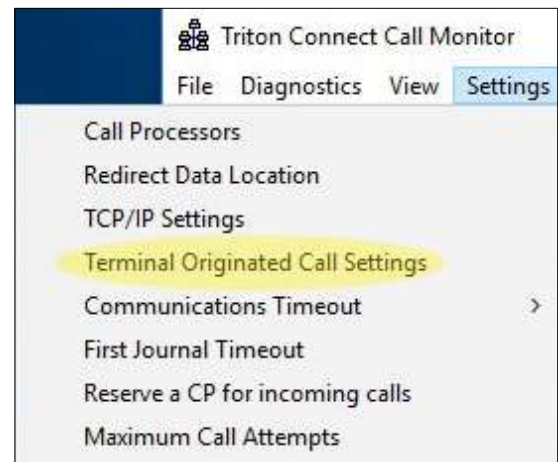 Triton Connect Call Monitor
File Diagnostics View Settings
Call Processors
Redirect Data Location
TCP/IP Settings
Terminal Originated Call Settings
Communications Timeout >
First Journal Timeout
Reserve a CP for incoming calls
Maximum Call Attempts